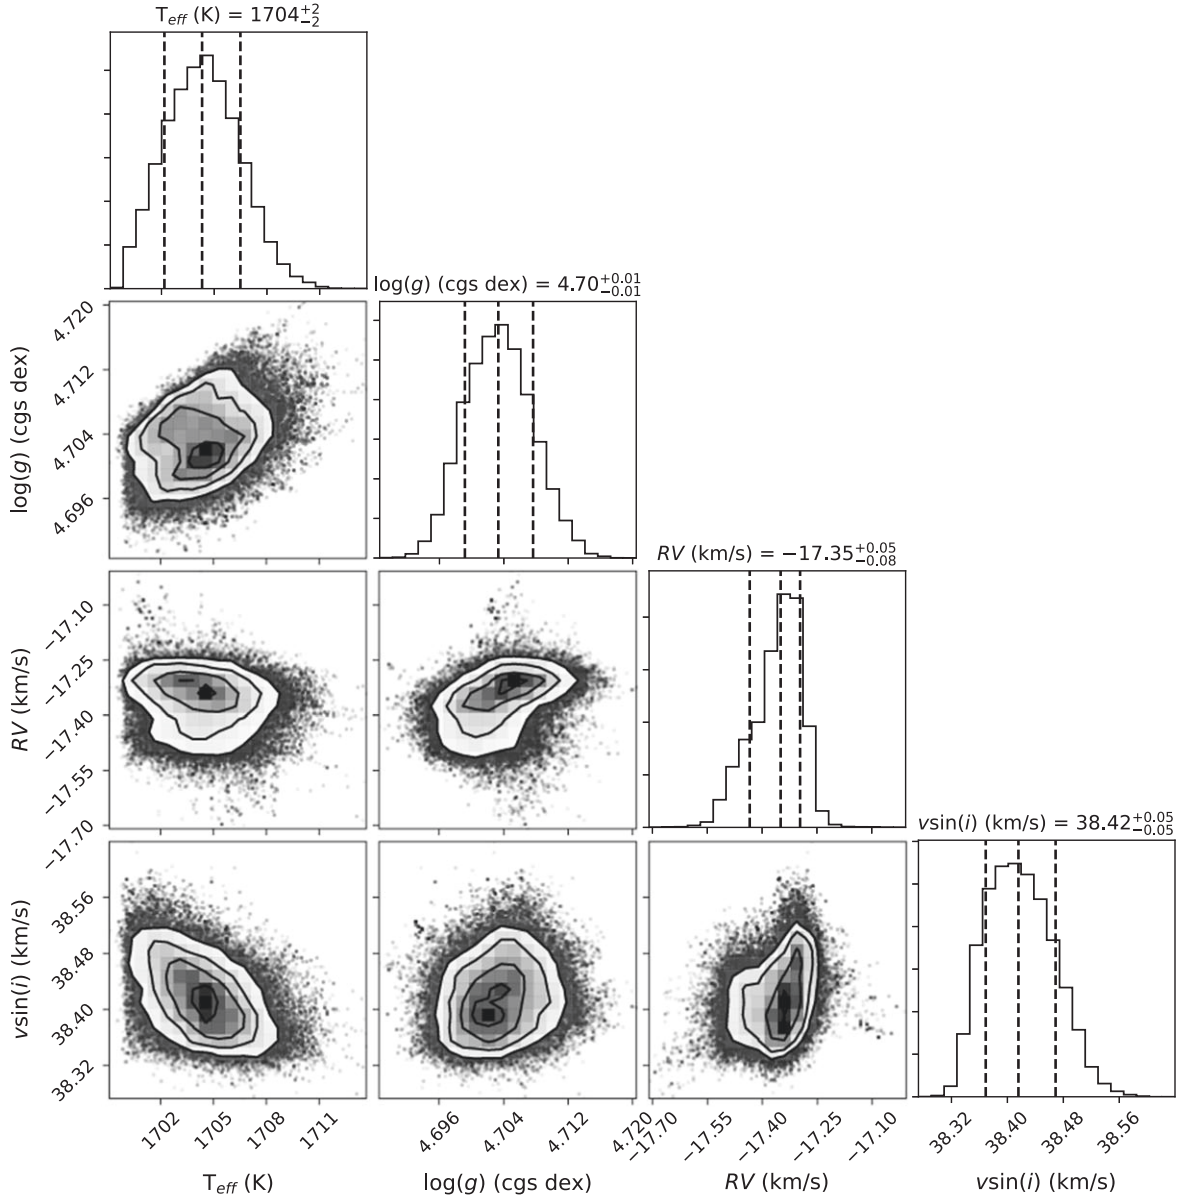 T_eff (K) = 1704^{+2}_{−2}
log(g) (cgs dex) = 4.70^{+0.01}_{−0.01}
4.720
4.712
4.704
4.696
log(g) (cgs dex)
RV (km/s) = −17.35^{+0.05}_{−0.08}
−17.10
−17.25
−17.40
−17.55
−17.70
RV (km/s)
vsin(i) (km/s) = 38.42^{+0.05}_{−0.05}
38.56
38.48
38.40
38.32
vsin(i) (km/s)
1702 1705 1708 1711
4.696 4.704 4.712 4.720
−17.70 −17.55 −17.40 −17.25 −17.10
38.32 38.40 38.48 38.56
T_eff (K) log(g) (cgs dex) RV (km/s) vsin(i) (km/s)